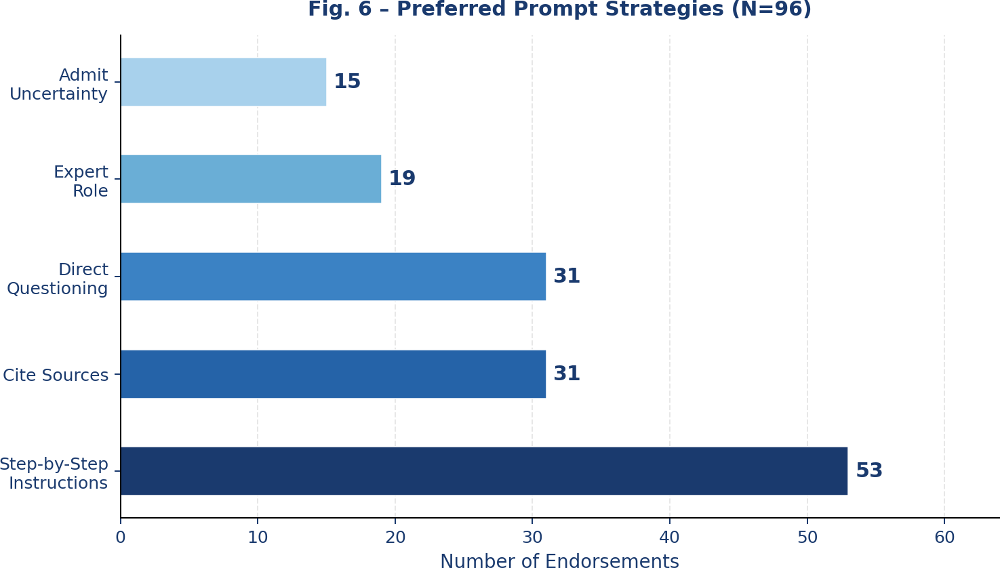 Fig. 6 – Preferred Prompt Strategies (N=96)
Admit
Uncertainty
15
Expert
Role
19
Direct
Questioning
31
Cite Sources
31
Step-by-Step
Instructions
53
0 10 20 30 40 50 60
Number of Endorsements